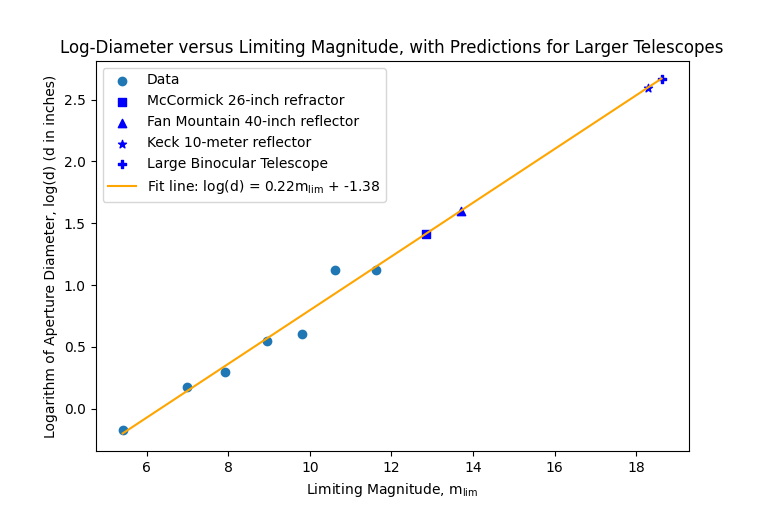 Log-Diameter versus Limiting Magnitude, with Predictions for Larger Telescopes
Data
McCormick 26-inch refractor
Fan Mountain 40-inch reflector
Keck 10-meter reflector
Large Binocular Telescope
Fit line: log(d) = 0.22m_lim + -1.38
Logarithm of Aperture Diameter, log(d) (d in inches)
2.5
2.0
1.5
1.0
0.5
0.0
6 8 10 12 14 16 18
Limiting Magnitude, m_lim